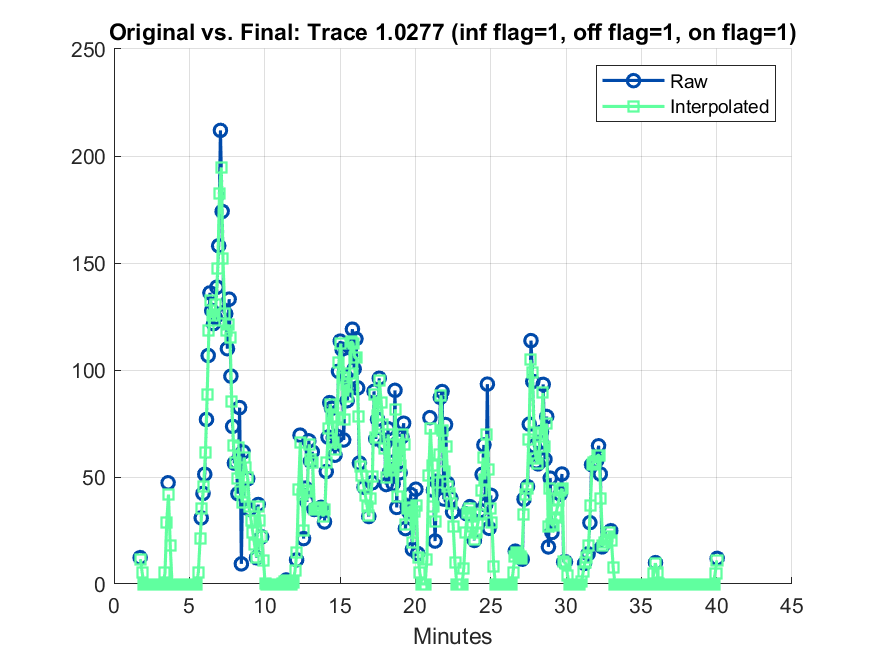 Original vs. Final: Trace 1.0277 (inf flag=1, off flag=1, on flag=1)
250
200
150
100
50
0
Raw
Interpolated
0 5 10 15 20 25 30 35 40 45
Minutes